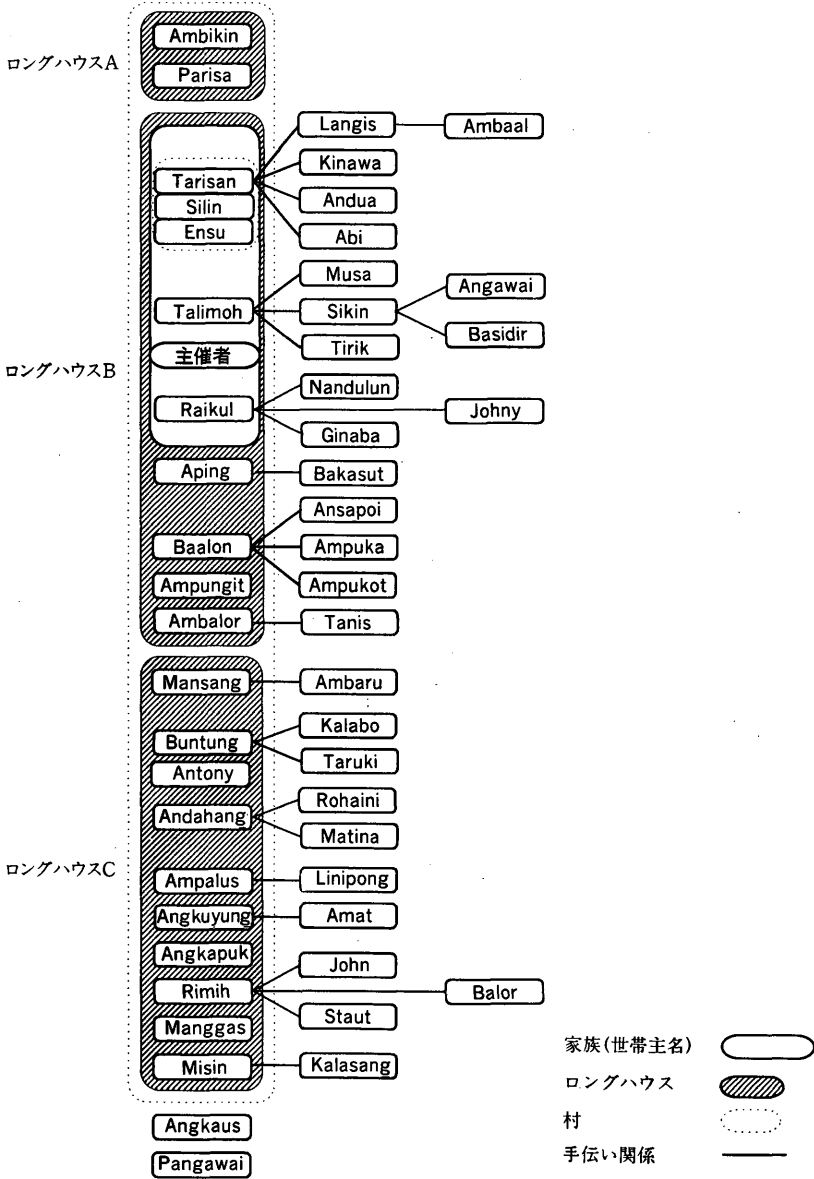 ロングハウスA
Ambikin
Parisa
ロングハウスB
Tarisan
Silin
Ensu
Talimoh
主催者
Raikul
Aping
Baalon
Ampungit
Ambalor
Langis
Ambaal
Kinawa
Andua
Abi
Musa
Sikin
Angawai
Basidir
Tirik
Nandulun
Johny
Ginaba
Bakasut
Ansapoi
Ampuka
Ampukot
Tanis
ロングハウスC
Mansang
Buntung
Antony
Andahang
Ampalus
Angkuyung
Angkapuk
Rimih
Manggas
Misin
Ambaru
Kalabo
Taruki
Rohaini
Matina
Linipong
Amat
John
Balor
Staut
Kalasang
Angkaus
Pangawai
家族(世帯主名)
ロングハウス
村
手伝い関係